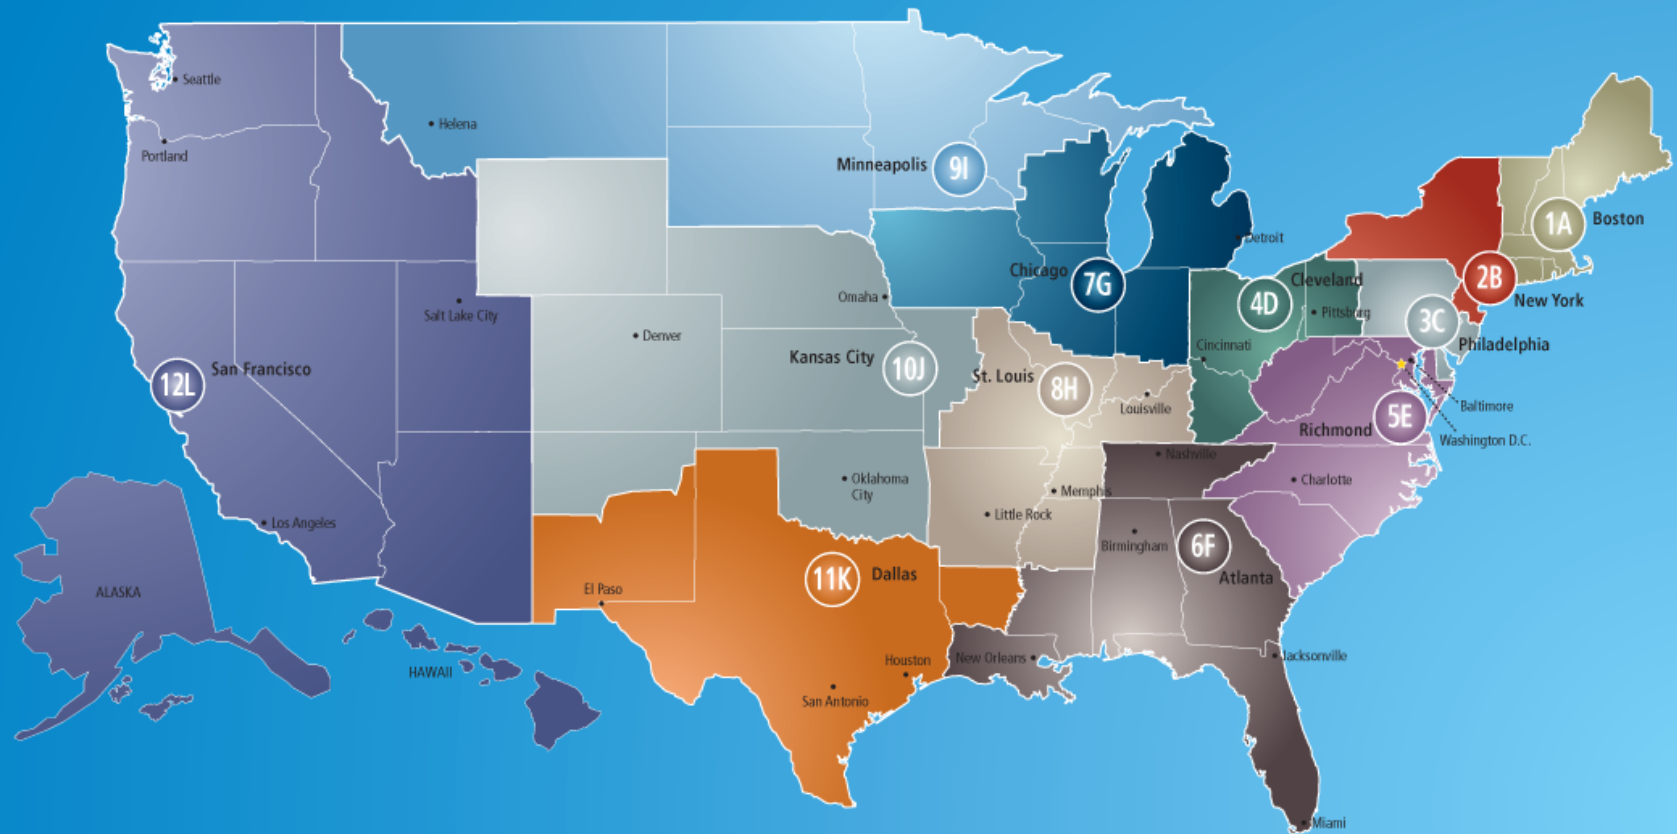 Seattle
Portland
Helena
Minneapolis
9I
1A
Boston
Detroit
Chicago
7G
Cleveland
4D
2B
New York
Pittsburg
3C
Philadelphia
Omaha
Salt Lake City
Denver
Cincinnati
Kansas City
10J
San Francisco
12L
St. Louis
8H
Louisville
5E
Richmond
Baltimore
Washington D.C.
Nashville
Oklahoma
City
Charlotte
Memphis
Little Rock
Los Angeles
Birmingham
6F
Atlanta
11K
Dallas
El Paso
ALASKA
HAWAII
Houston
New Orleans
Jacksonville
San Antonio
Miami